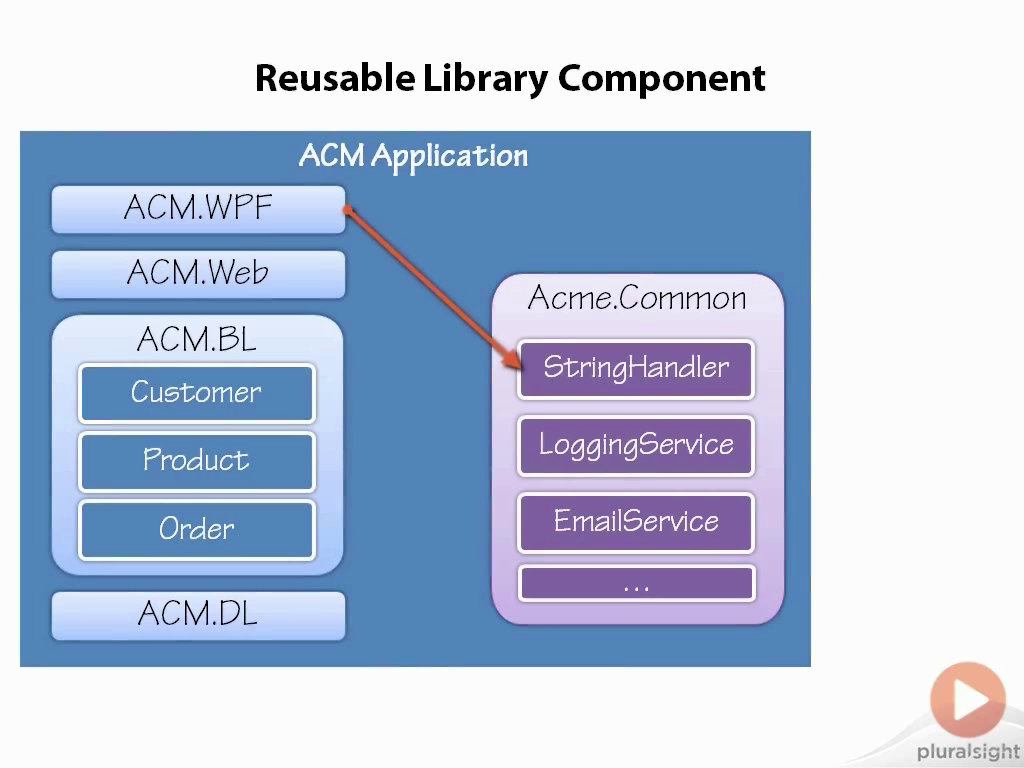 Reusable Library Component
ACM Application
ACM.WPF
ACM.Web
ACM.BL
Customer
Product
Order
ACM.DL
Acme.Common
StringHandler
LoggingService
EmailService
...
pluralsight